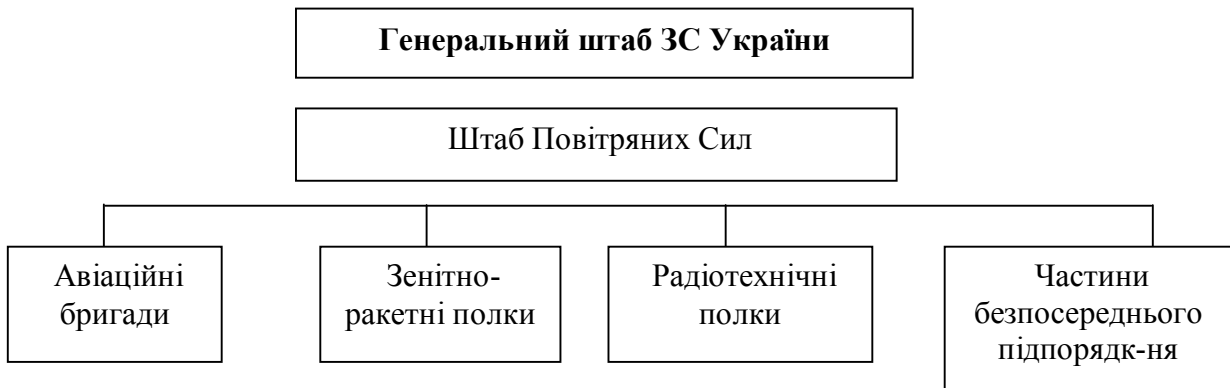 Генеральний штаб ЗС України
Штаб Повітряних Сил
Авіаційні
бригади
Зенітно-
ракетні полки
Радіотехнічні
полки
Частини
безпосереднього
підпорядк-ня